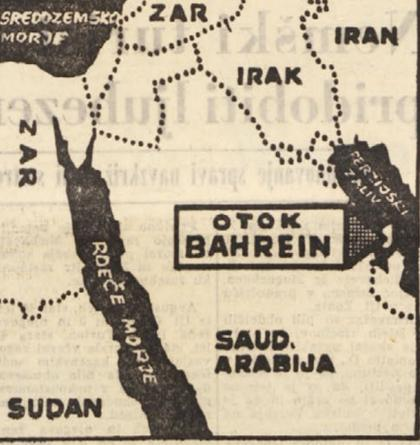 SREDOZEMSKO
MORJE
ZAR
IRAN
IRAK
ZAR
PERZIJSKI
ZALIV
OTOK
BAHREIN
RDEČE MORJE
SAUD.
ARABIJA
SUDAN